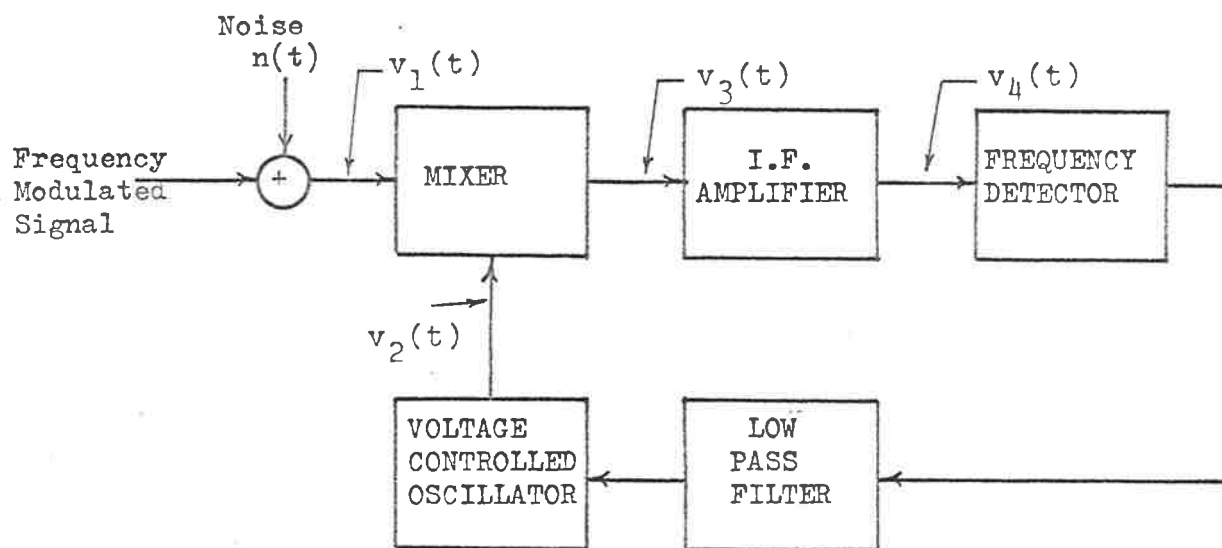 Noise
n(t)
v1(t)
v3(t)
v4(t)
Frequency
Modulated
Signal
+
MIXER
I.F.
AMPLIFIER
FREQUENCY
DETECTOR
v2(t)
VOLTAGE
CONTROLLED
OSCILLATOR
LOW
PASS
FILTER